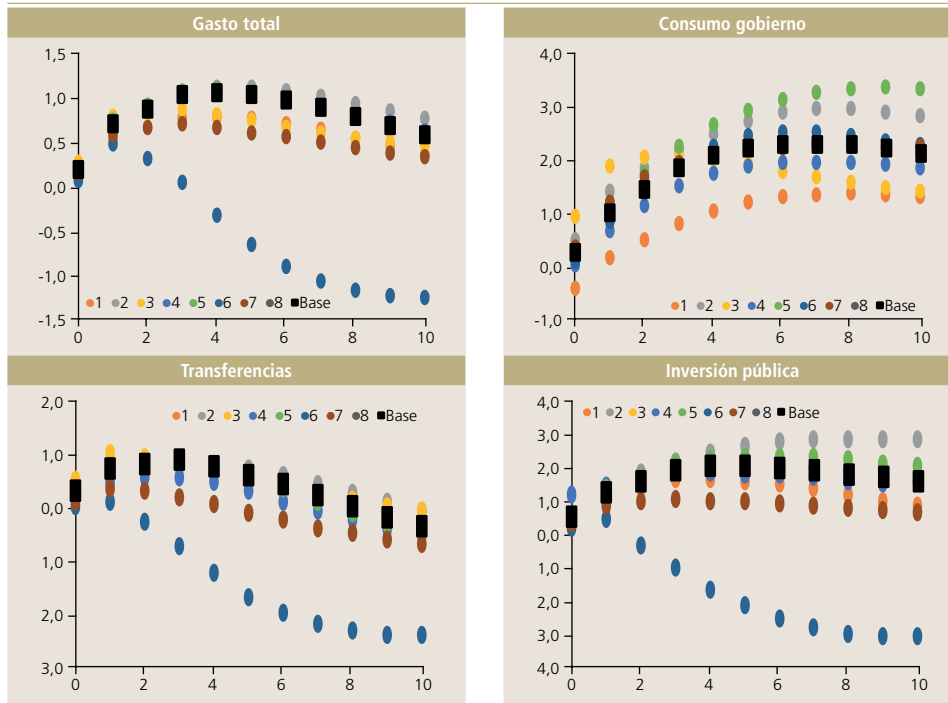 Gasto total
1,5
1,0
0,5
0,0
-0,5
-1,0
-1,5
1 2 3 4 5 6 7 8 Base
0 2 4 6 8 10
Consumo gobierno
4,0
3,0
2,0
1,0
0,0
-1,0
1 2 3 4 5 6 7 8 Base
0 2 4 6 8 10
Transferencias
2,0
1,0
0,0
1,0
2,0
3,0
1 2 3 4 5 6 7 8 Base
0 2 4 6 8 10
Inversión pública
4,0
3,0
2,0
1,0
0,0
1,0
2,0
3,0
4,0
1 2 3 4 5 6 7 8 Base
0 2 4 6 8 10